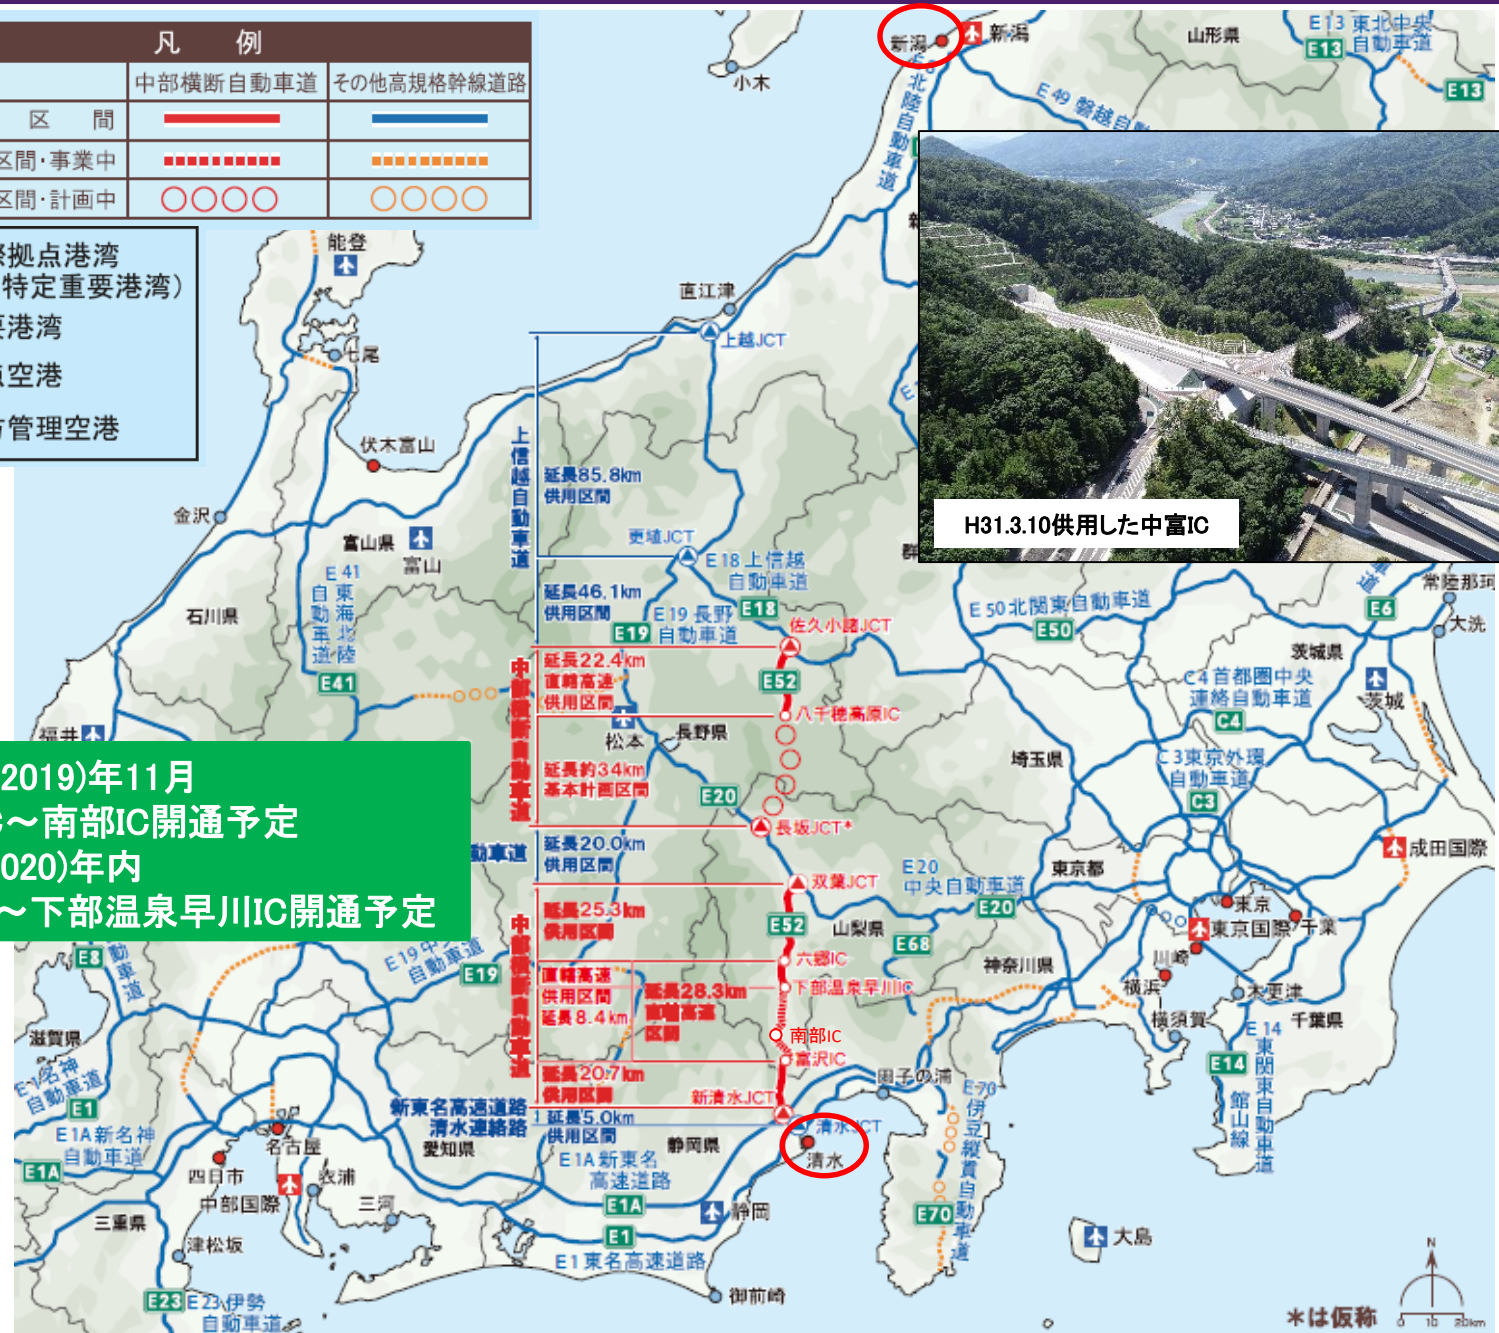 凡 例
中部横断自動車道 その他高規格幹線道路
区 間
区間・事業中
区間・計画中
際拠点港湾
特定重要港湾)
要港湾
点空港
方管理空港
新潟
新潟
小木
山形県
E13 東北中央
自動車道
E13
E13
E49 磐越自動
北陸自動車道
H31.3.10供用した中富IC
能登
七尾
直江津
上越JCT
伏木富山
金沢
富山県
富山
石川県
E41
東海北陸
自動車道
E41
福井
上信越自動車道
延長85.8km
供用区間
更埴JCT
E18 上信越
自動車道
E18
延長46.1km
供用区間
E19 長野
自動車道
E19
佐久小諸JCT
E52
中部横断自動車道
延長22.4km
直轄高速
供用区間
八千穂高原IC
松本
長野県
延長約34km
基本計画区間
E20
長坂JCT*
動車道
延長20.0km
供用区間
双葉JCT
E52
中部横断自動車道
延長25.3km
供用区間
山梨県
六郷IC
下部温泉早川IC
直轄高速
供用区間
延長8.4km
延長28.3km
直轄高速
区間
南部IC
富沢IC
延長20.7km
供用区間
新清水JCT
新東名高速道路
清水連絡路
延長5.0km
供用区間
清水JCT
清水
2019)年11月
C～南部IC開通予定
020)年内
～下部温泉早川IC開通予定
群
E50 北関東自動車道
E50
車道
E6
常陸那珂
大洗
茨城県
茨城
C4 首都圏中央
連絡自動車道
C4
埼玉県
C3 東京外環
自動車道
C3
成田国際
東京都
E20
中央自動車道
E20
E68
東京
東京国際
千葉
川崎
横浜
神奈川県
木更津
横須賀
千葉県
E14
東関東自動車道
館山線
E14
田子の浦
E70
伊豆縦貫自動車道
E70
動車道
E8
E19 中央
自動車道
E19
滋賀県
E1 名神
自動車道
E1
E1A 新名神
自動車道
E1A
名古屋
四日市
中部国際
衣浦
三河
愛知県
三重県
津松坂
E23 E23 伊勢
自動車道
静岡県
E1A 新東名
高速道路
E1A
E1
E1 東名高速道路
静岡
御前崎
大島
N
＊は仮称
0 10 20km